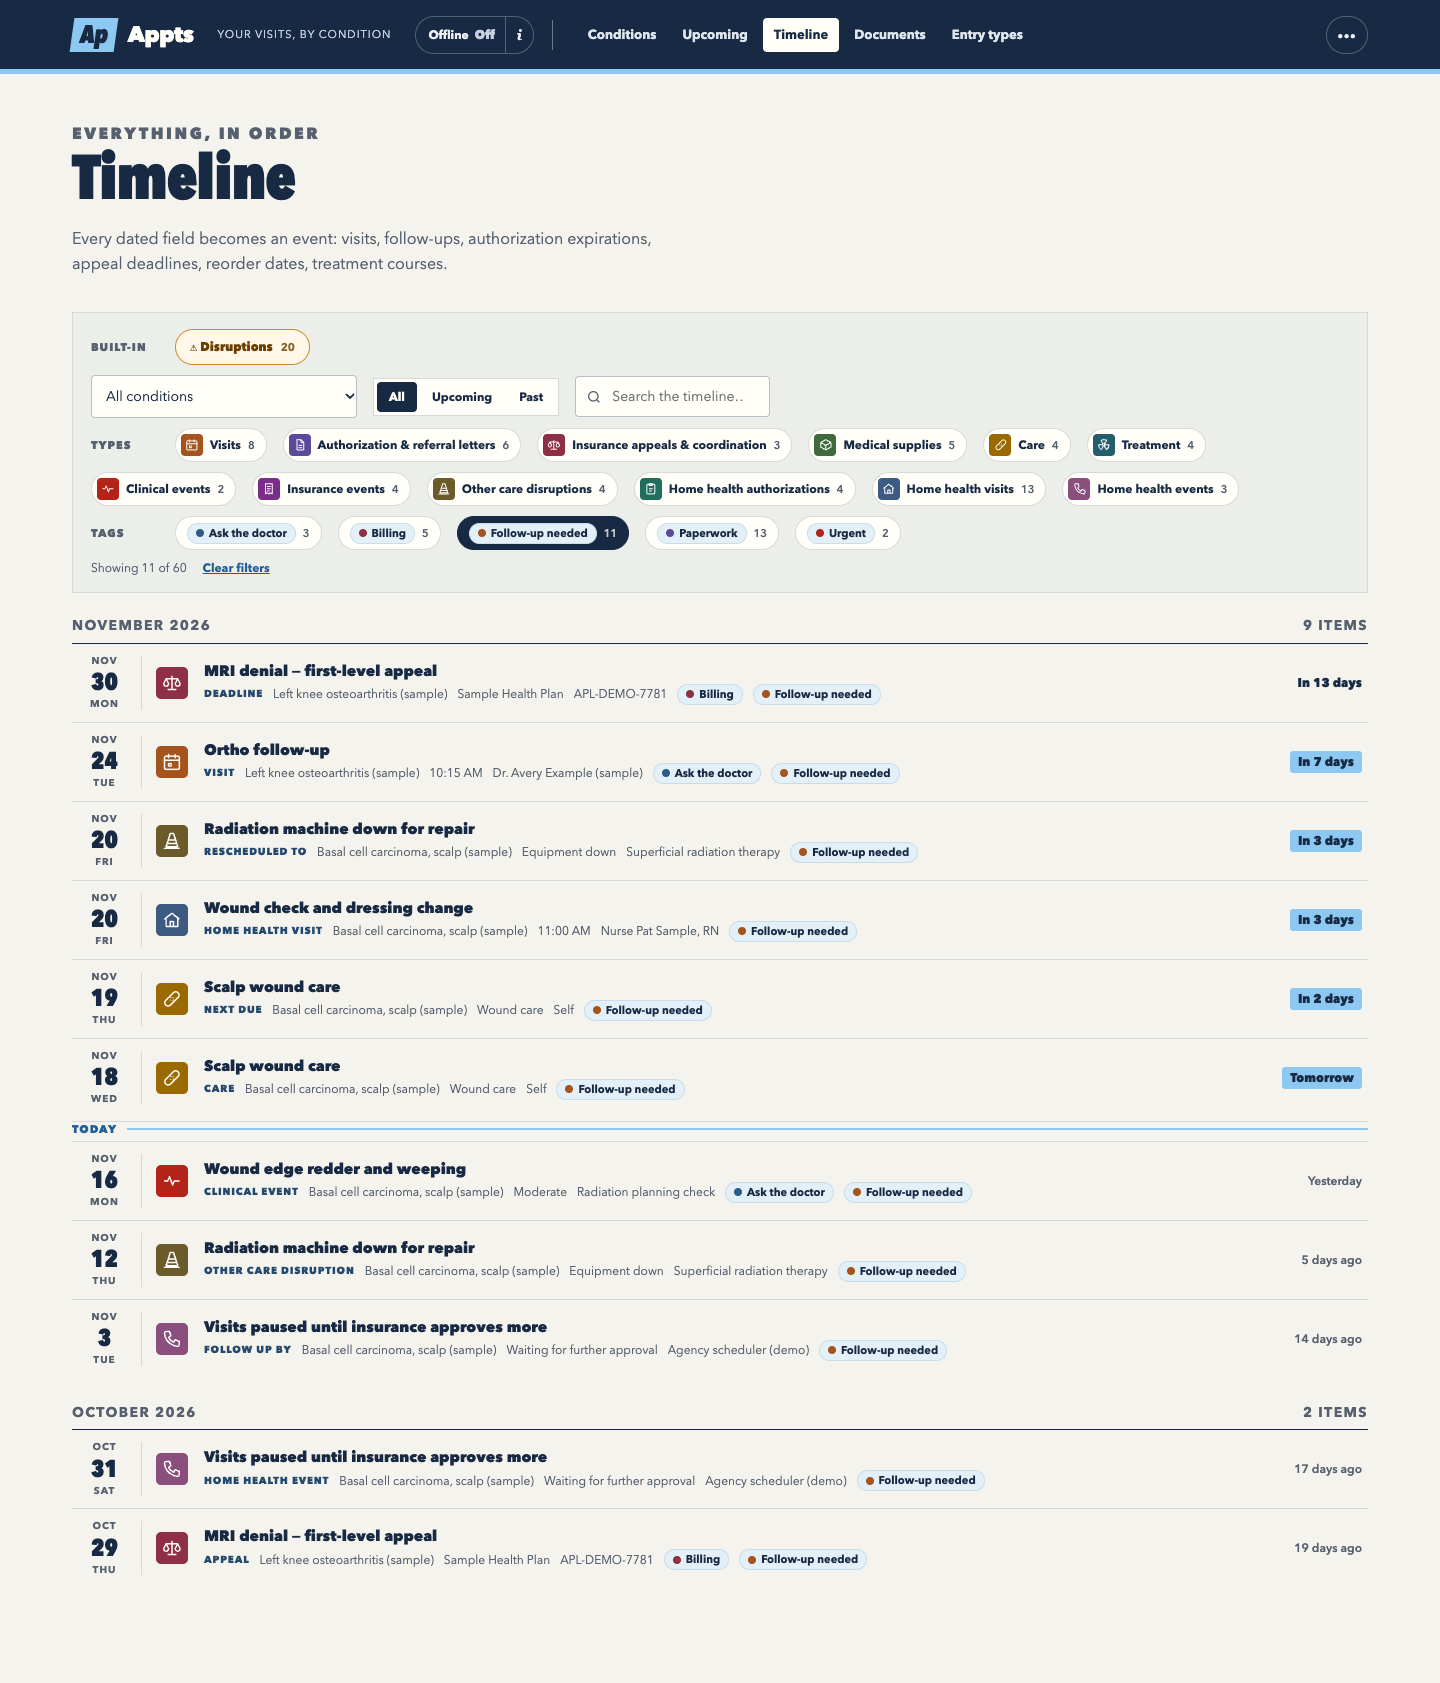 Ap Appts YOUR VISITS, BY CONDITION Offline Off i Conditions Upcoming Timeline Documents Entry types •••
EVERYTHING, IN ORDER
Timeline
Every dated field becomes an event: visits, follow-ups, authorization expirations,
appeal deadlines, reorder dates, treatment courses.
BUILT-IN ⚠ Disruptions 20
All conditions All Upcoming Past Search the timeline..
TYPES Visits 8 Authorization & referral letters 6 Insurance appeals & coordination 3 Medical supplies 5 Care 4 Treatment 4
Clinical events 2 Insurance events 4 Other care disruptions 4 Home health authorizations 4 Home health visits 13 Home health events 3
TAGS Ask the doctor 3 Billing 5 Follow-up needed 11 Paperwork 13 Urgent 2
Showing 11 of 60 Clear filters
NOVEMBER 2026 9 ITEMS
NOV 30 MON
MRI denial – first-level appeal
DEADLINE Left knee osteoarthritis (sample) Sample Health Plan APL-DEMO-7781 Billing Follow-up needed
In 13 days
NOV 24 TUE
Ortho follow-up
VISIT Left knee osteoarthritis (sample) 10:15 AM Dr. Avery Example (sample) Ask the doctor Follow-up needed
In 7 days
NOV 20 FRI
Radiation machine down for repair
RESCHEDULED TO Basal cell carcinoma, scalp (sample) Equipment down Superficial radiation therapy Follow-up needed
In 3 days
NOV 20 FRI
Wound check and dressing change
HOME HEALTH VISIT Basal cell carcinoma, scalp (sample) 11:00 AM Nurse Pat Sample, RN Follow-up needed
In 3 days
NOV 19 THU
Scalp wound care
NEXT DUE Basal cell carcinoma, scalp (sample) Wound care Self Follow-up needed
In 2 days
NOV 18 WED
Scalp wound care
CARE Basal cell carcinoma, scalp (sample) Wound care Self Follow-up needed
Tomorrow
TODAY
NOV 16 MON
Wound edge redder and weeping
CLINICAL EVENT Basal cell carcinoma, scalp (sample) Moderate Radiation planning check Ask the doctor Follow-up needed
Yesterday
NOV 12 THU
Radiation machine down for repair
OTHER CARE DISRUPTION Basal cell carcinoma, scalp (sample) Equipment down Superficial radiation therapy Follow-up needed
5 days ago
NOV 3 TUE
Visits paused until insurance approves more
FOLLOW UP BY Basal cell carcinoma, scalp (sample) Waiting for further approval Agency scheduler (demo) Follow-up needed
14 days ago
OCTOBER 2026 2 ITEMS
OCT 31 SAT
Visits paused until insurance approves more
HOME HEALTH EVENT Basal cell carcinoma, scalp (sample) Waiting for further approval Agency scheduler (demo) Follow-up needed
17 days ago
OCT 29 THU
MRI denial – first-level appeal
APPEAL Left knee osteoarthritis (sample) Sample Health Plan APL-DEMO-7781 Billing Follow-up needed
19 days ago